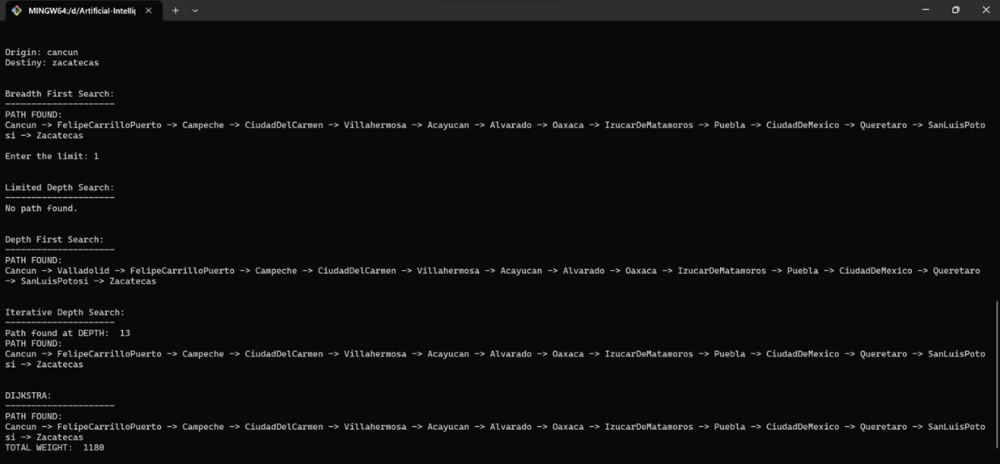 MINGW64:/d/Artificial-Intellig
Origin: cancun
Destiny: zacatecas
Breadth First Search:
---------------------
PATH FOUND:
Cancun -> FelipeCarrilloPuerto -> Campeche -> CiudadDelCarmen -> Villahermosa -> Acayucan -> Alvarado -> Oaxaca -> IzucarDeMatamoros -> Puebla -> CiudadDeMexico -> Queretaro -> SanLuisPoto
si -> Zacatecas
Enter the limit: 1
Limited Depth Search:
---------------------
No path found.
Depth First Search:
---------------------
PATH FOUND:
Cancun -> Valladolid -> FelipeCarrilloPuerto -> Campeche -> CiudadDelCarmen -> Villahermosa -> Acayucan -> Alvarado -> Oaxaca -> IzucarDeMatamoros -> Puebla -> CiudadDeMexico -> Queretaro
-> SanLuisPotosi -> Zacatecas
Iterative Depth Search:
---------------------
Path found at DEPTH:  13
PATH FOUND:
Cancun -> FelipeCarrilloPuerto -> Campeche -> CiudadDelCarmen -> Villahermosa -> Acayucan -> Alvarado -> Oaxaca -> IzucarDeMatamoros -> Puebla -> CiudadDeMexico -> Queretaro -> SanLuisPoto
si -> Zacatecas
DIJKSTRA:
---------------------
PATH FOUND:
Cancun -> FelipeCarrilloPuerto -> Campeche -> CiudadDelCarmen -> Villahermosa -> Acayucan -> Alvarado -> Oaxaca -> IzucarDeMatamoros -> Puebla -> CiudadDeMexico -> Queretaro -> SanLuisPoto
si -> Zacatecas
TOTAL WEIGHT:  1180